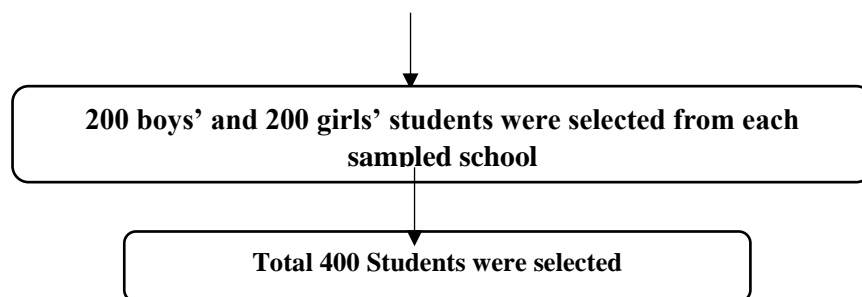 200 boys’ and 200 girls’ students were selected from each
sampled school
Total 400 Students were selected